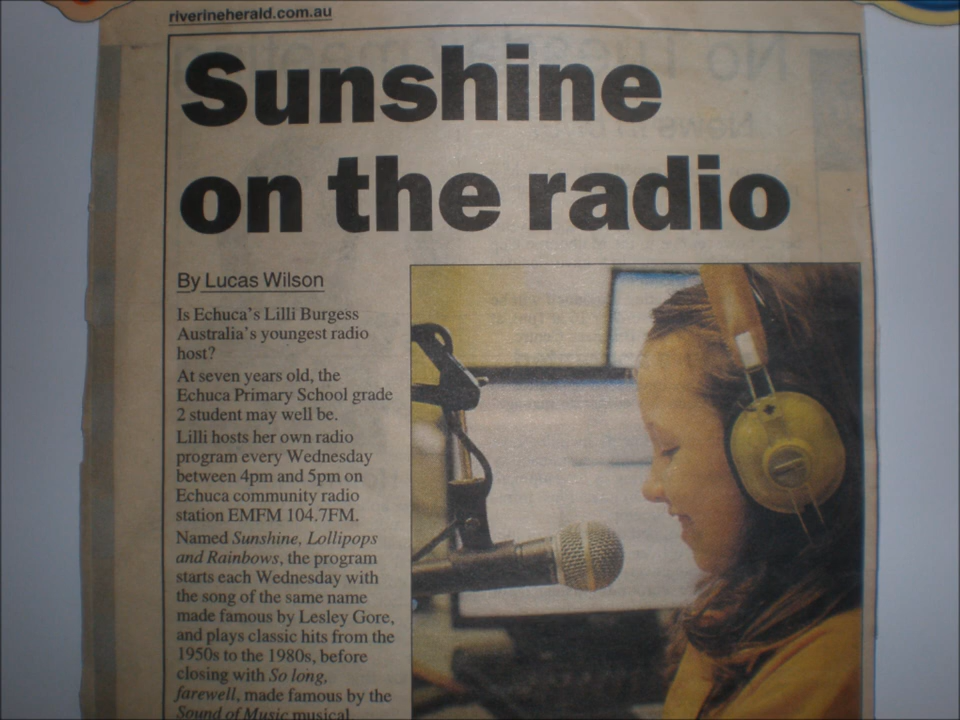 riverineherald.com.au
Sunshine
on the radio
By Lucas Wilson
Is Echuca's Lilli Burgess
Australia's youngest radio
host?
At seven years old, the
Echuca Primary School grade
2 student may well be.
Lilli hosts her own radio
program every Wednesday
between 4pm and 5pm on
Echuca community radio
station EMFM 104.7FM.
Named Sunshine, Lollipops
and Rainbows, the program
starts each Wednesday with
the song of the same name
made famous by Lesley Gore,
and plays classic hits from the
1950s to the 1980s, before
closing with So long,
farewell, made famous by the
Sound of Music musical.